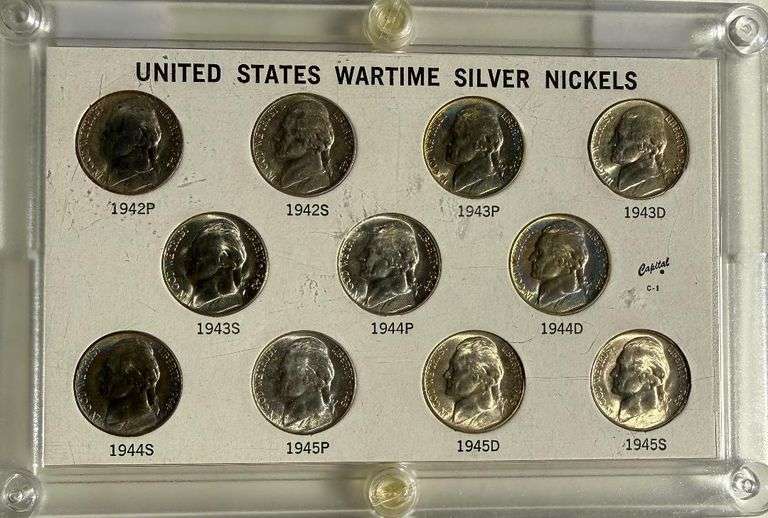 UNITED STATES WARTIME SILVER NICKELS
1942P 1942S 1943P 1943D
1943S 1944P 1944D
Capital
C-1
1944S 1945P 1945D 1945S